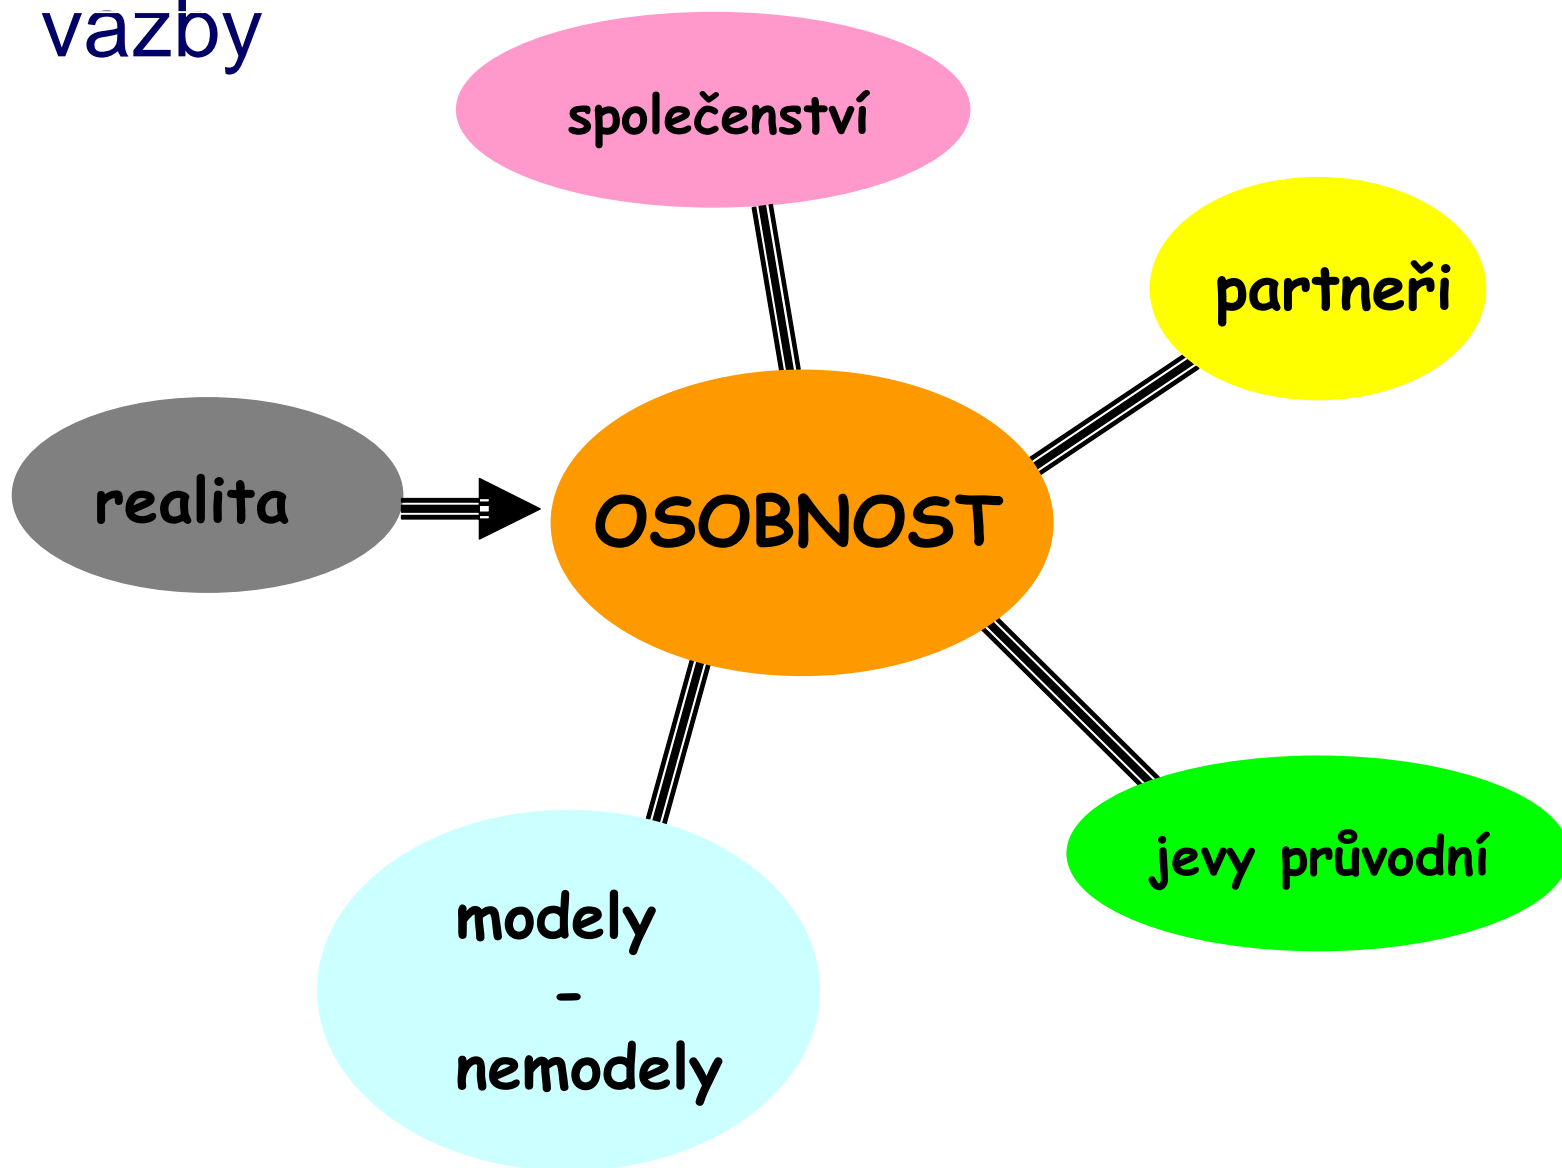 vazby
společenství
partneři
realita
OSOBNOST
jevy průvodní
modely
-
nemodely